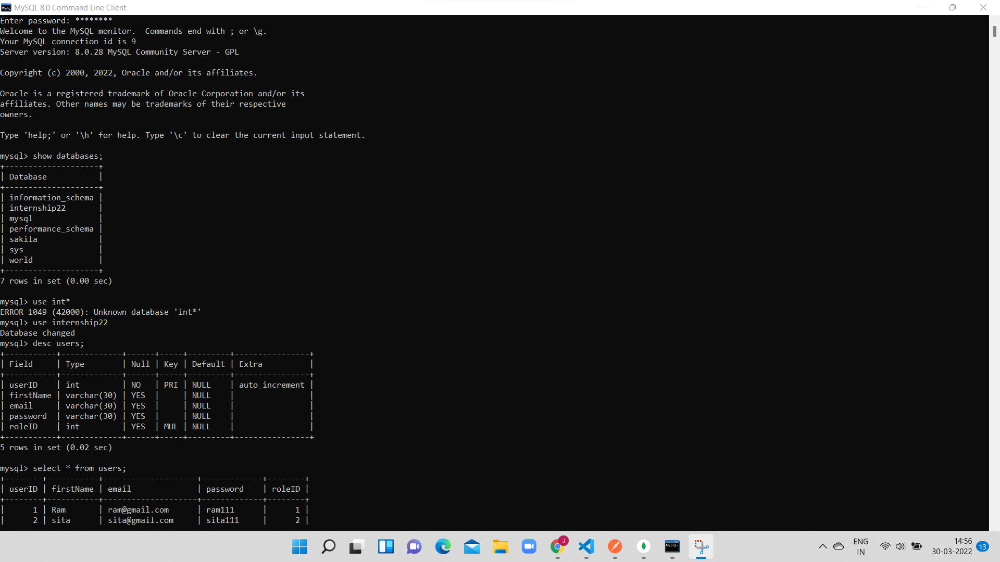 MySQL 8.0 Command Line Client
Enter password: ********
Welcome to the MySQL monitor.  Commands end with ; or \g.
Your MySQL connection id is 9
Server version: 8.0.28 MySQL Community Server - GPL
Copyright (c) 2000, 2022, Oracle and/or its affiliates.
Oracle is a registered trademark of Oracle Corporation and/or its
affiliates. Other names may be trademarks of their respective
owners.
Type 'help;' or '\h' for help. Type '\c' to clear the current input statement.
mysql> show databases;
+--------------------+
| Database           |
+--------------------+
| information_schema |
| internship22       |
| mysql              |
| performance_schema |
| sakila             |
| sys                |
| world              |
+--------------------+
7 rows in set (0.00 sec)
mysql> use int*
ERROR 1049 (42000): Unknown database 'int*'
mysql> use internship22
Database changed
mysql> desc users;
+-----------+-------------+------+-----+---------+----------------+
| Field     | Type        | Null | Key | Default | Extra          |
+-----------+-------------+------+-----+---------+----------------+
| userID    | int         | NO   | PRI | NULL    | auto_increment |
| firstName | varchar(30) | YES  |     | NULL    |                |
| email     | varchar(30) | YES  |     | NULL    |                |
| password  | varchar(30) | YES  |     | NULL    |                |
| roleID    | int         | YES  | MUL | NULL    |                |
+-----------+-------------+------+-----+---------+----------------+
5 rows in set (0.02 sec)
mysql> select * from users;
+--------+-----------+--------------------+-------------+--------+
| userID | firstName | email              | password    | roleID |
+--------+-----------+--------------------+-------------+--------+
|      1 | Ram       | ram@gmail.com      | ram111      |      1 |
|      2 | sita      | sita@gmail.com     | sita111     |      2 |
J
MySQL
ENG
IN
14:56
30-03-2022
13